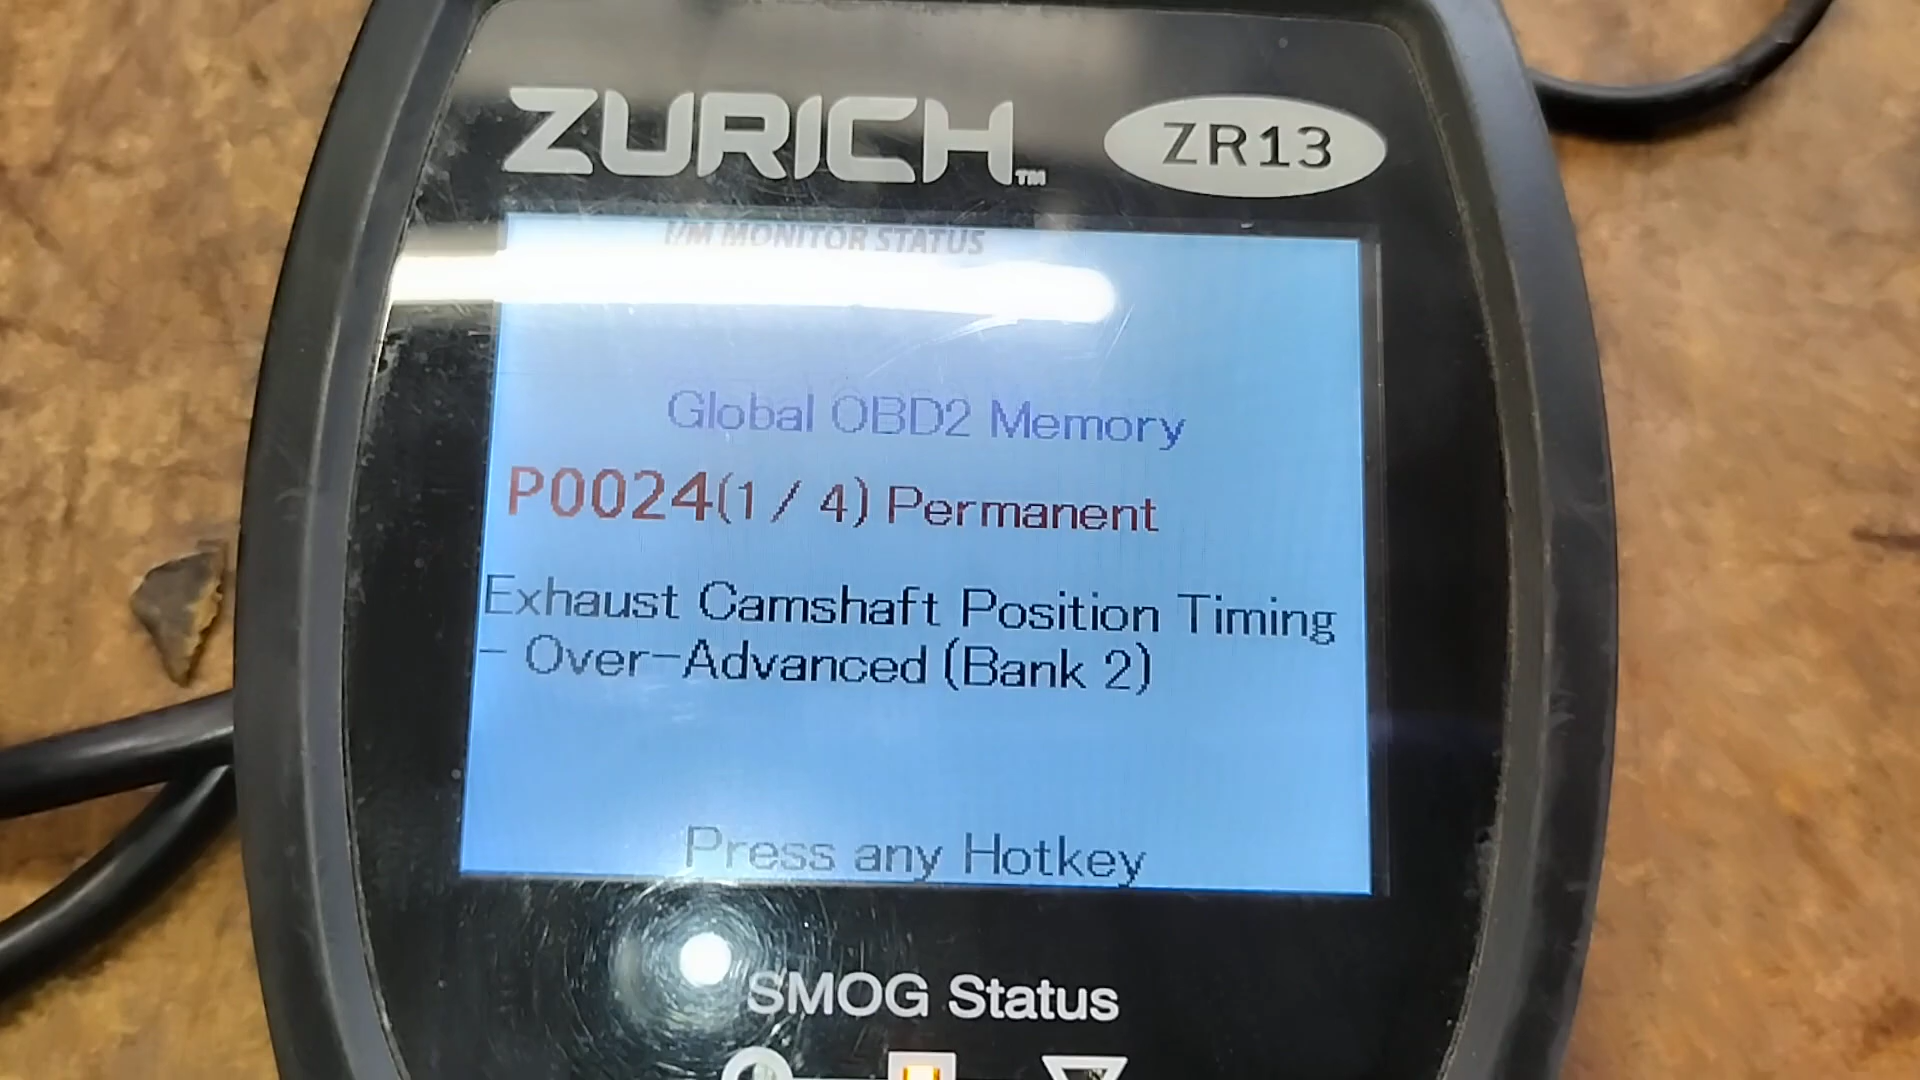 ZURICH™ ZR13
I/M MONITOR STATUS
Global OBD2 Memory
P0024(1 / 4) Permanent
Exhaust Camshaft Position Timing
- Over-Advanced (Bank 2)
Press any Hotkey
SMOG Status